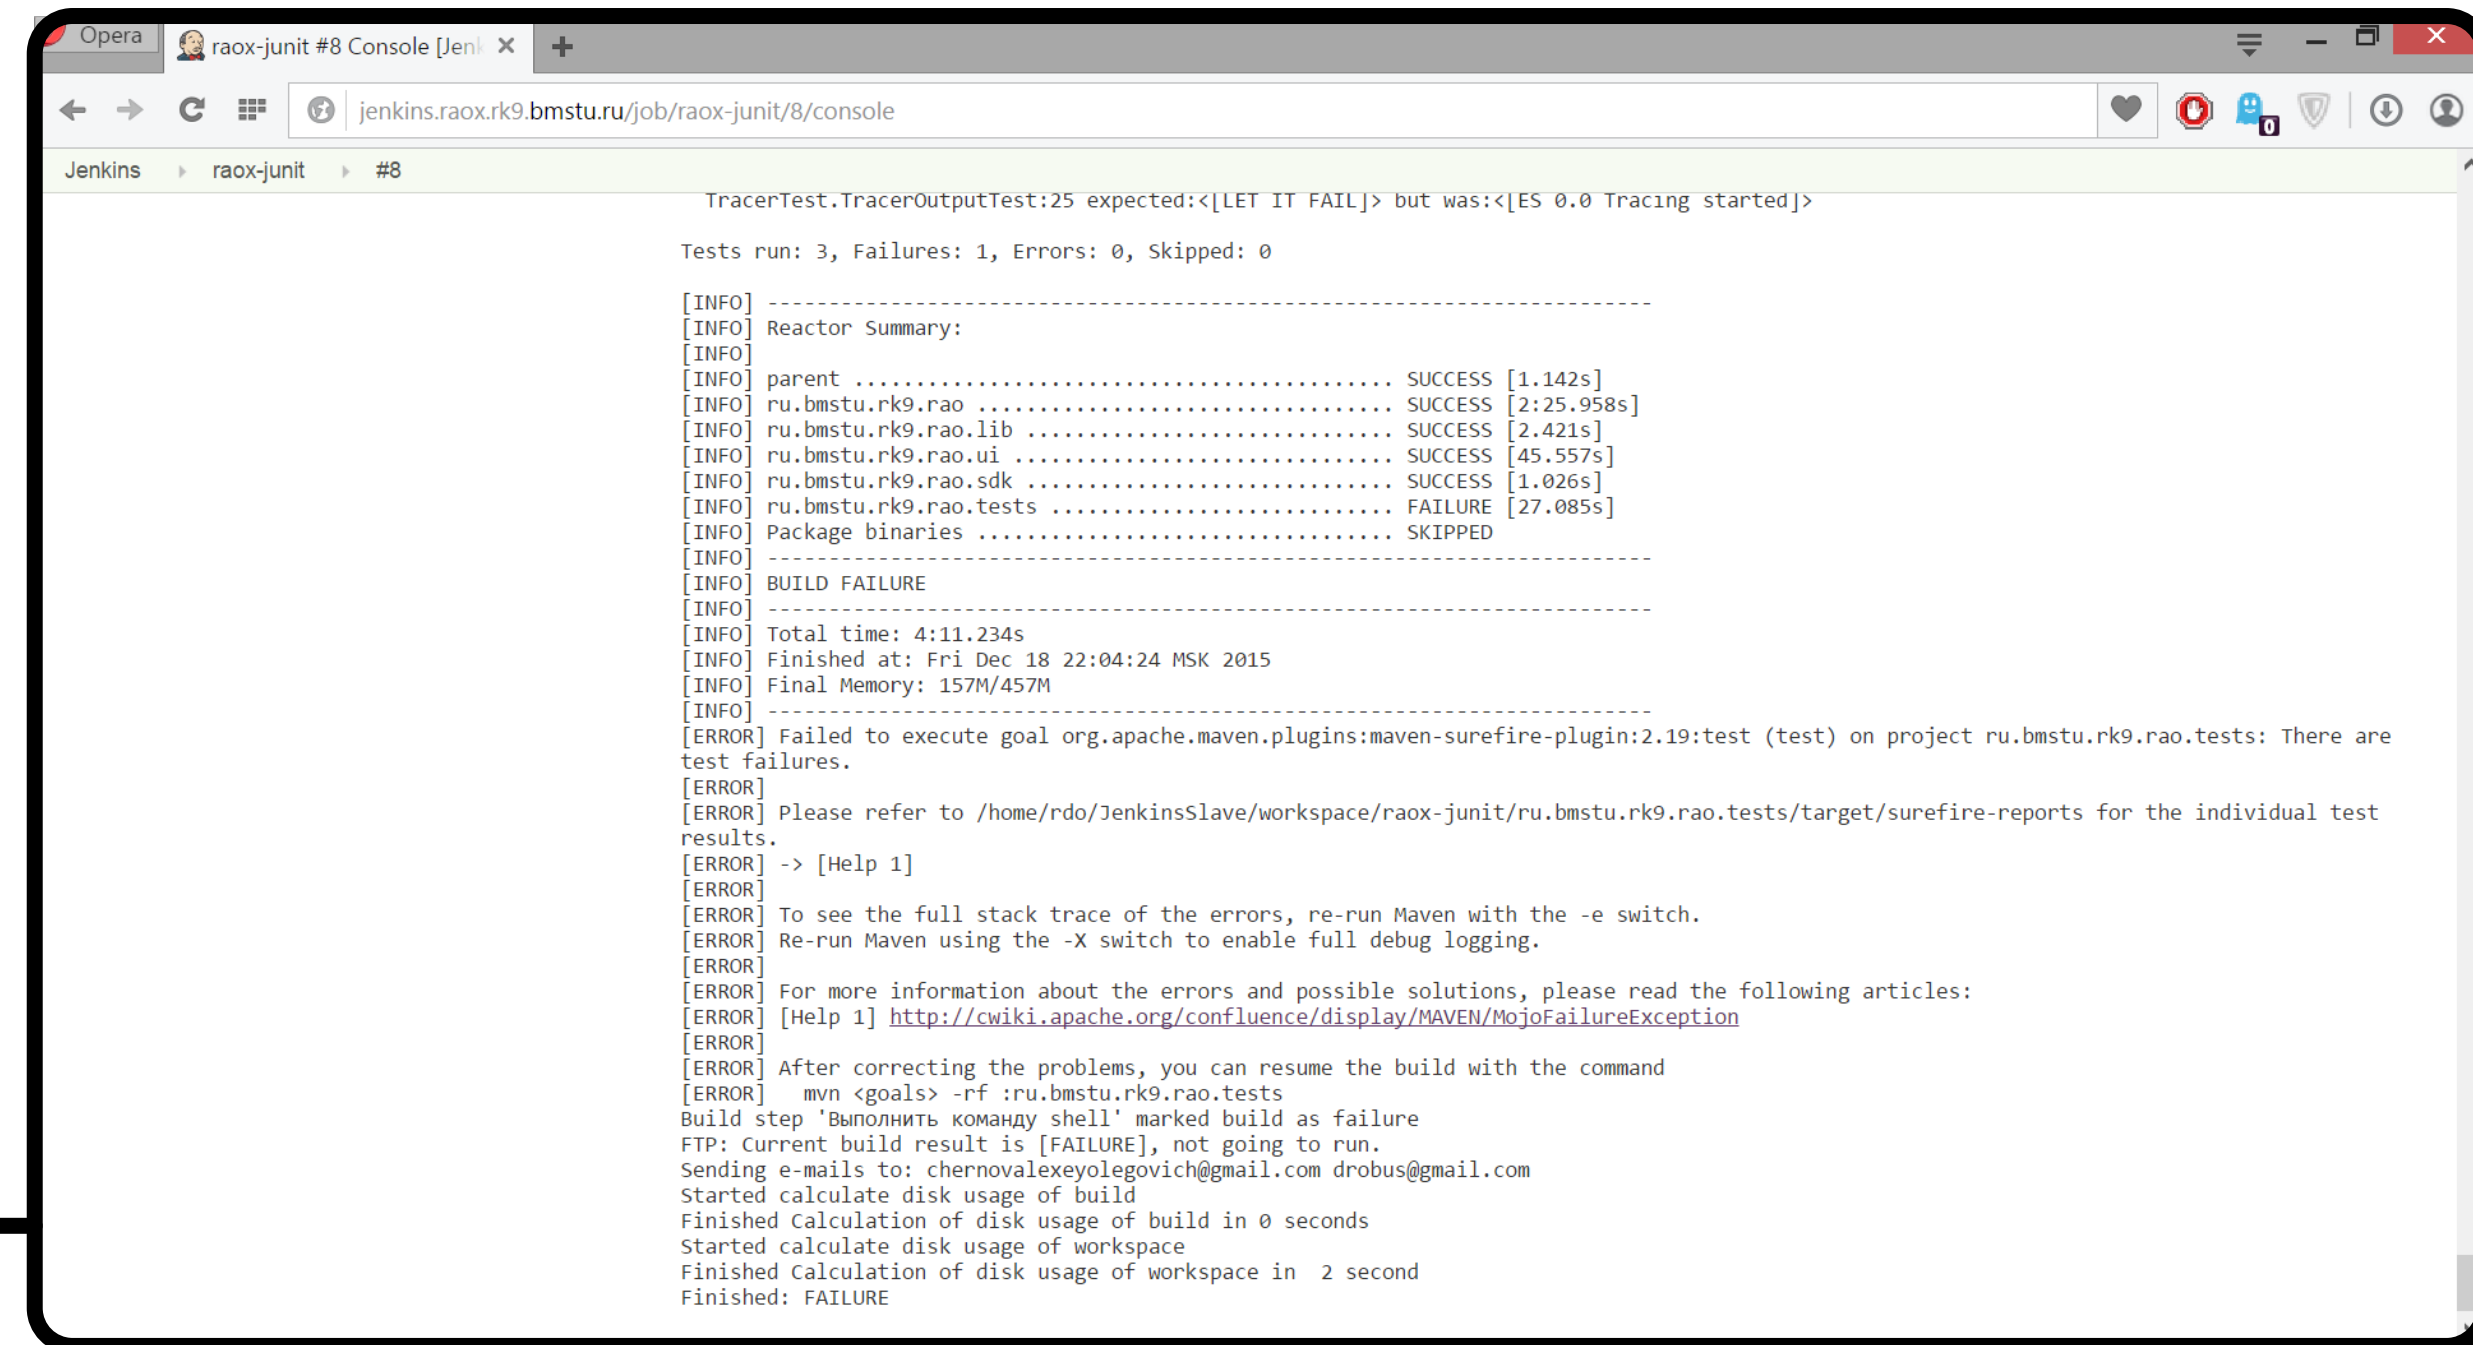 Opera
raox-junit #8 Console [Jenk
jenkins.raox.rk9.bmstu.ru/job/raox-junit/8/console
0
Jenkins raox-junit #8
TracerTest.TracerOutputTest:25 expected:<[LET IT FAIL]> but was:<[ES 0.0 Tracing started]>
Tests run: 3, Failures: 1, Errors: 0, Skipped: 0
[INFO] ------------------------------------------------------------------------
[INFO] Reactor Summary:
[INFO]
[INFO] parent ............................................ SUCCESS [1.142s]
[INFO] ru.bmstu.rk9.rao .................................. SUCCESS [2:25.958s]
[INFO] ru.bmstu.rk9.rao.lib .............................. SUCCESS [2.421s]
[INFO] ru.bmstu.rk9.rao.ui ............................... SUCCESS [45.557s]
[INFO] ru.bmstu.rk9.rao.sdk .............................. SUCCESS [1.026s]
[INFO] ru.bmstu.rk9.rao.tests ............................ FAILURE [27.085s]
[INFO] Package binaries .................................. SKIPPED
[INFO] ------------------------------------------------------------------------
[INFO] BUILD FAILURE
[INFO] ------------------------------------------------------------------------
[INFO] Total time: 4:11.234s
[INFO] Finished at: Fri Dec 18 22:04:24 MSK 2015
[INFO] Final Memory: 157M/457M
[INFO] ------------------------------------------------------------------------
[ERROR] Failed to execute goal org.apache.maven.plugins:maven-surefire-plugin:2.19:test (test) on project ru.bmstu.rk9.rao.tests: There are
test failures.
[ERROR]
[ERROR] Please refer to /home/rdo/JenkinsSlave/workspace/raox-junit/ru.bmstu.rk9.rao.tests/target/surefire-reports for the individual test
results.
[ERROR] -> [Help 1]
[ERROR]
[ERROR] To see the full stack trace of the errors, re-run Maven with the -e switch.
[ERROR] Re-run Maven using the -X switch to enable full debug logging.
[ERROR]
[ERROR] For more information about the errors and possible solutions, please read the following articles:
[ERROR] [Help 1] http://cwiki.apache.org/confluence/display/MAVEN/MojoFailureException
[ERROR]
[ERROR] After correcting the problems, you can resume the build with the command
[ERROR]   mvn <goals> -rf :ru.bmstu.rk9.rao.tests
Build step 'Выполнить команду shell' marked build as failure
FTP: Current build result is [FAILURE], not going to run.
Sending e-mails to: chernovalexeyolegovich@gmail.com drobus@gmail.com
Started calculate disk usage of build
Finished Calculation of disk usage of build in 0 seconds
Started calculate disk usage of workspace
Finished Calculation of disk usage of workspace in  2 second
Finished: FAILURE